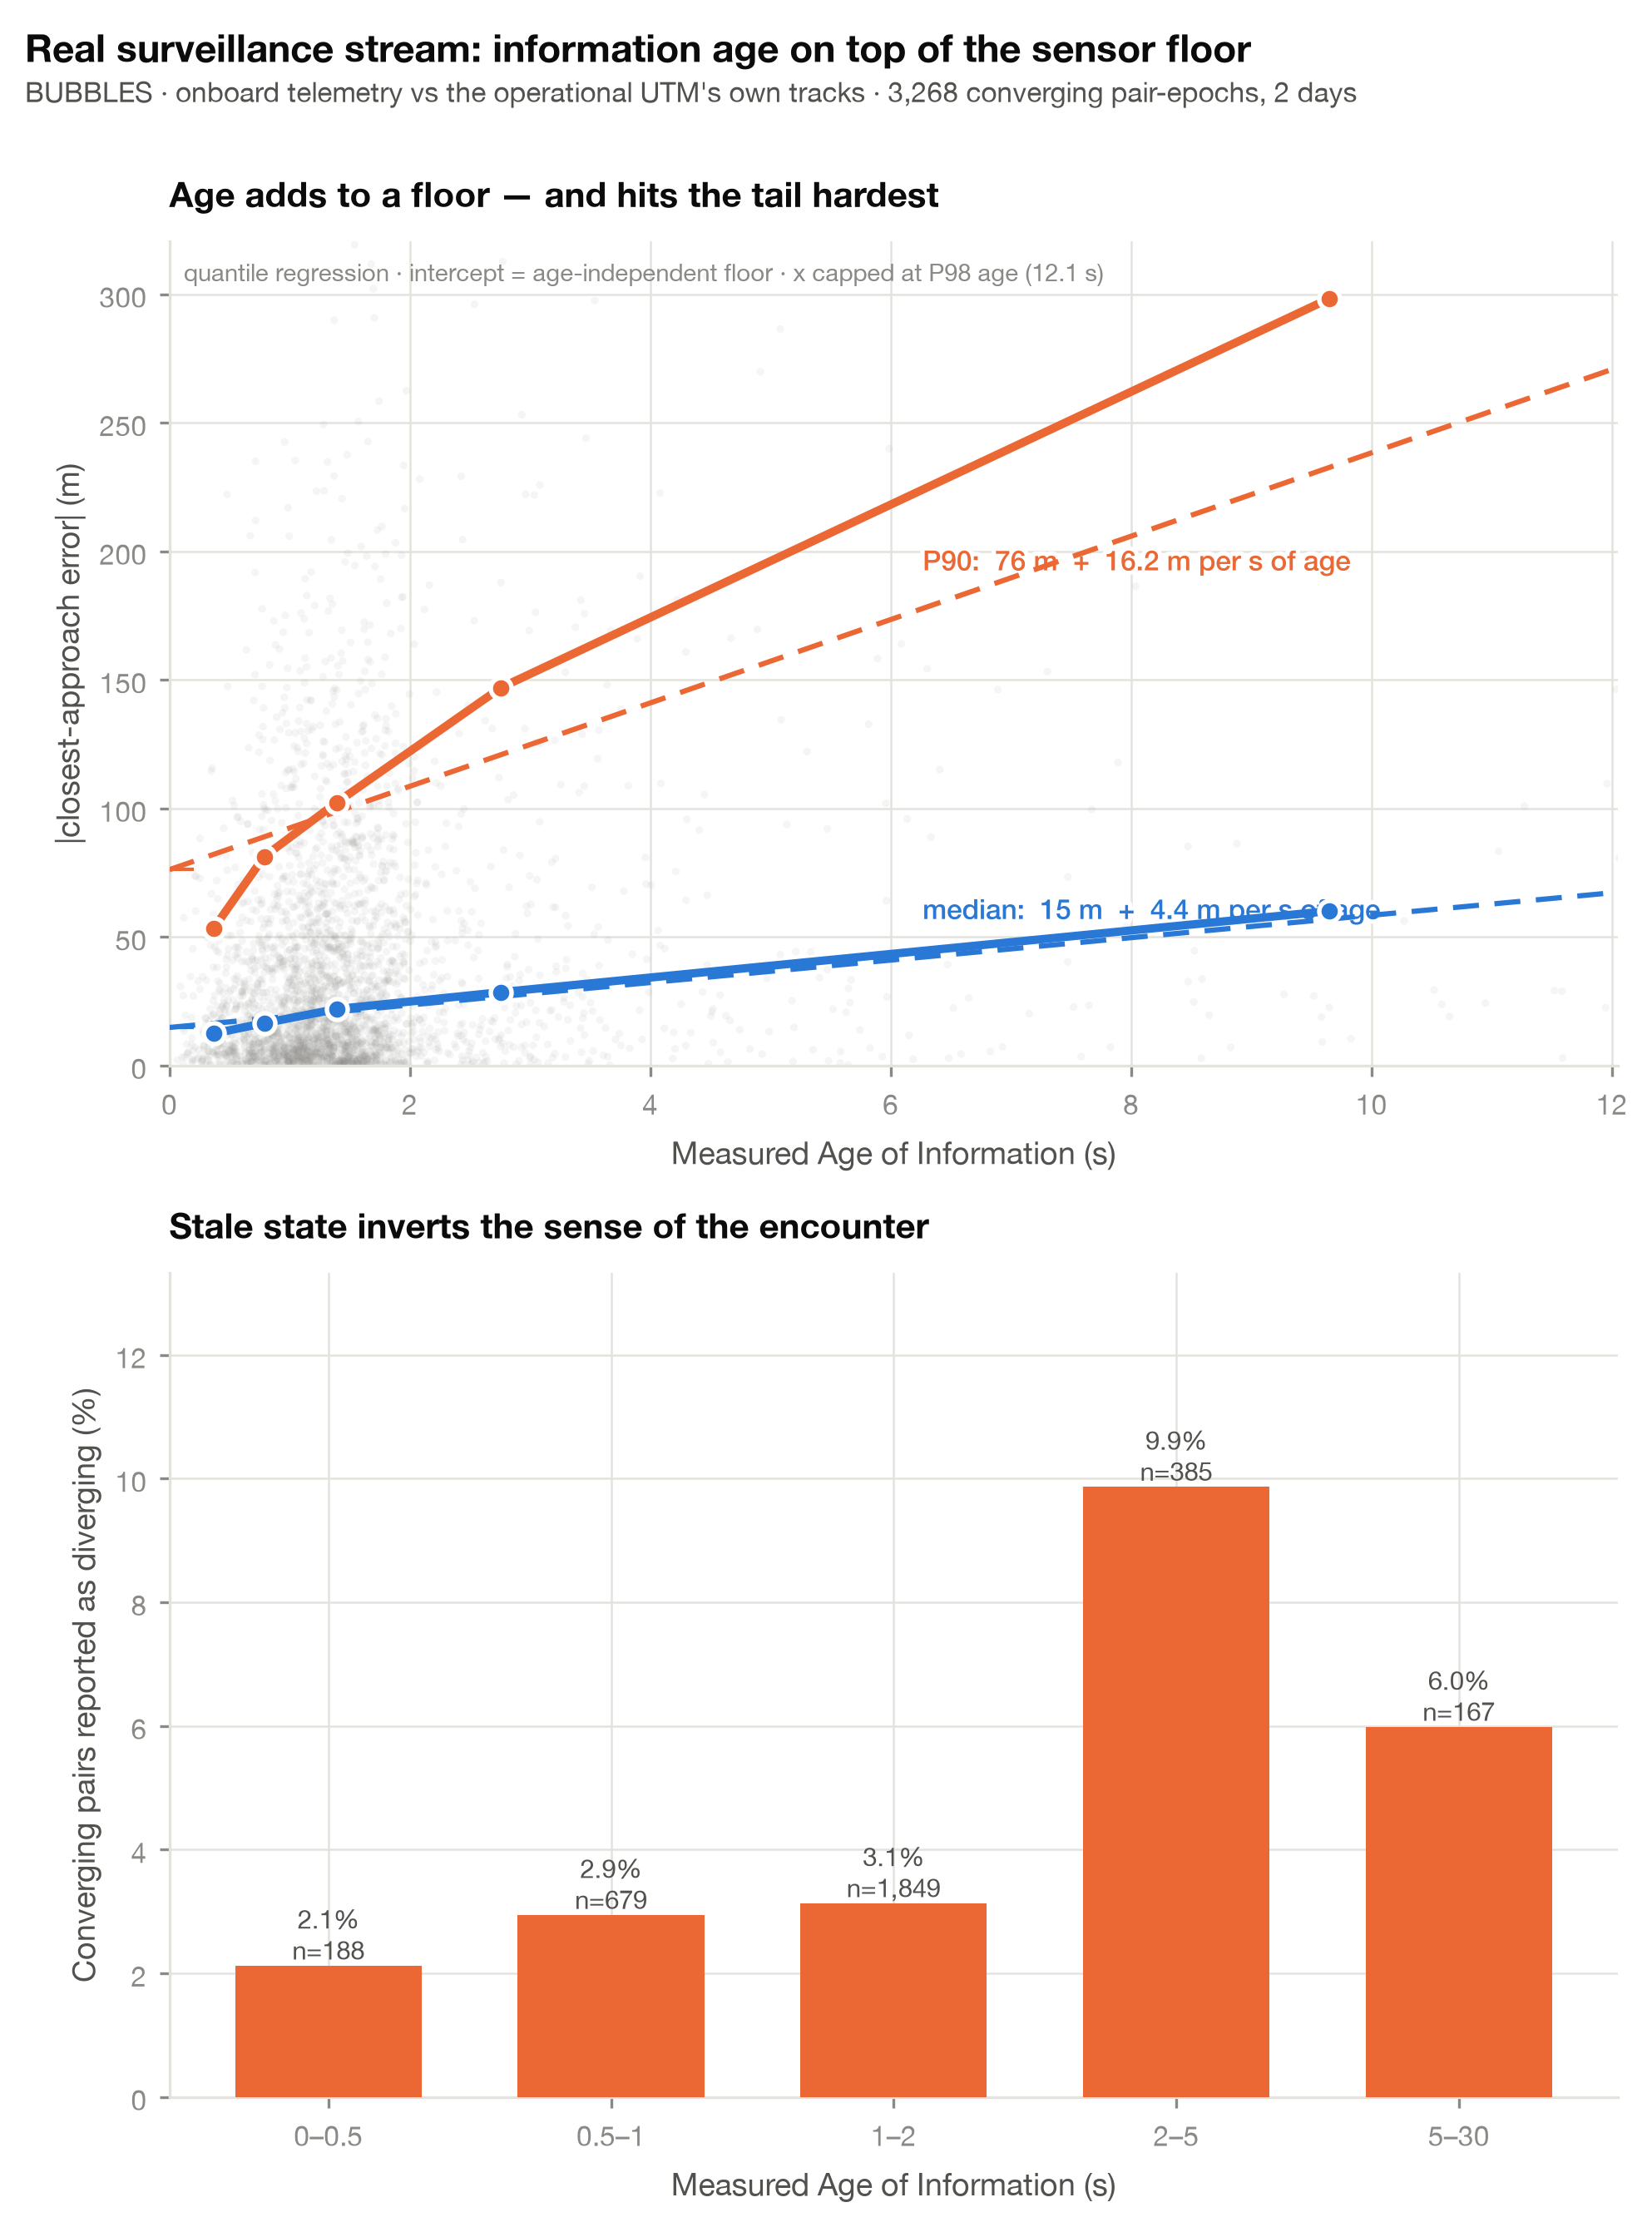 Real surveillance stream: information age on top of the sensor floor
BUBBLES · onboard telemetry vs the operational UTM's own tracks · 3,268 converging pair-epochs, 2 days
Age adds to a floor — and hits the tail hardest
quantile regression · intercept = age-independent floor · x capped at P98 age (12.1 s)
300
250
200
150
100
50
0
|closest-approach error| (m)
P90: 76 m + 16.2 m per s of age
median: 15 m + 4.4 m per s of age
0 2 4 6 8 10 12
Measured Age of Information (s)
Stale state inverts the sense of the encounter
12
10
8
6
4
2
0
Converging pairs reported as diverging (%)
2.1%
n=188
2.9%
n=679
3.1%
n=1,849
9.9%
n=385
6.0%
n=167
0–0.5 0.5–1 1–2 2–5 5–30
Measured Age of Information (s)